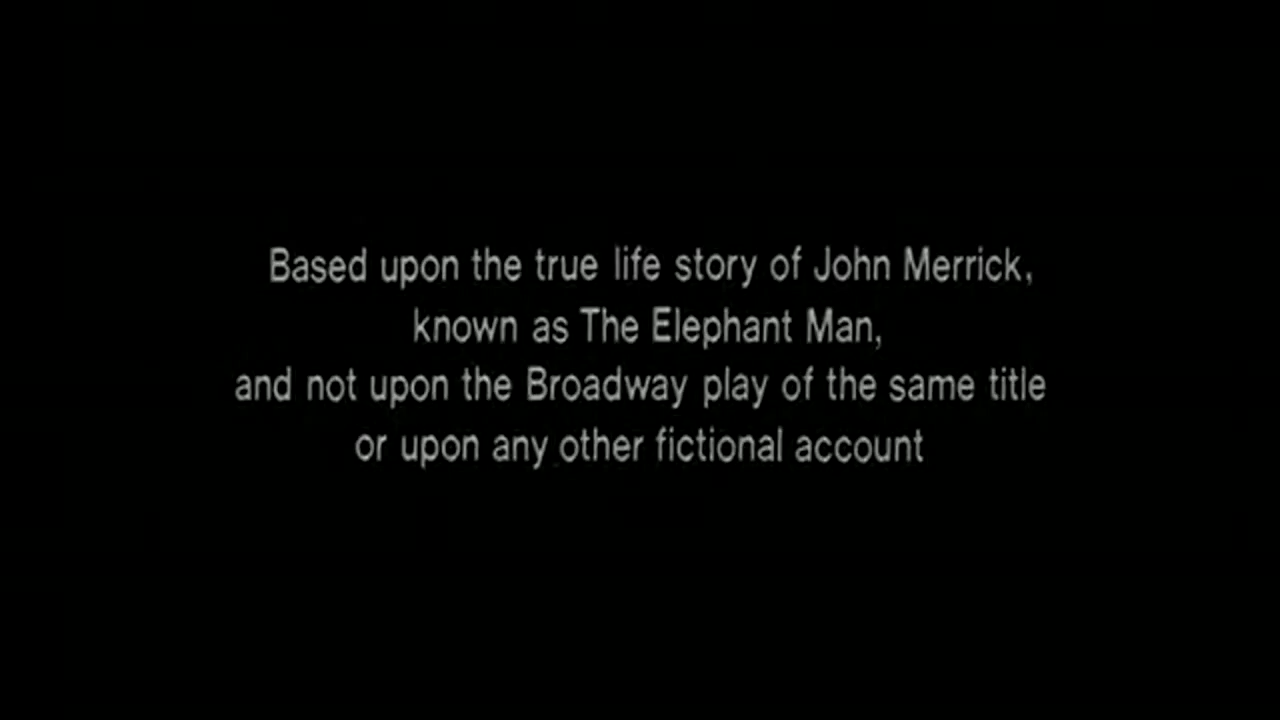 Based upon the true life story of John Merrick,
known as The Elephant Man,
and not upon the Broadway play of the same title
or upon any other fictional account